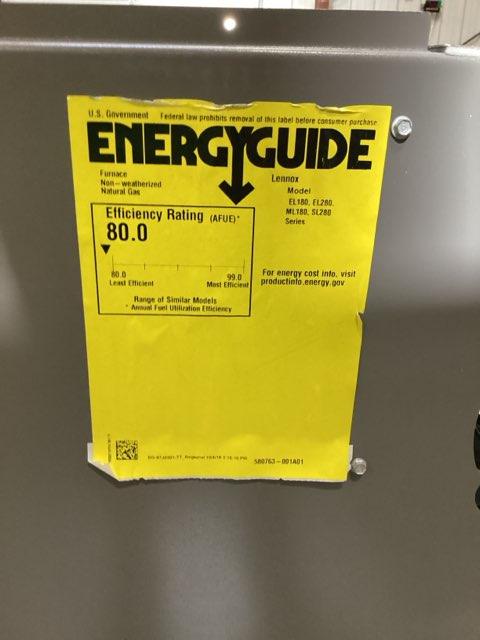 U.S. Government Federal law prohibits removal of this label before consumer purchase
ENERGYGUIDE
Furnace
Non-weatherized
Natural Gas
Lennox
Model
EL180, EL280,
ML180, SL280
Series
Efficiency Rating (AFUE)*
80.0
80.0
Least Efficient
99.0
Most Efficient
Range of Similar Models
* Annual Fuel Utilization Efficiency
For energy cost info, visit
productinfo.energy.gov
580763-001A01